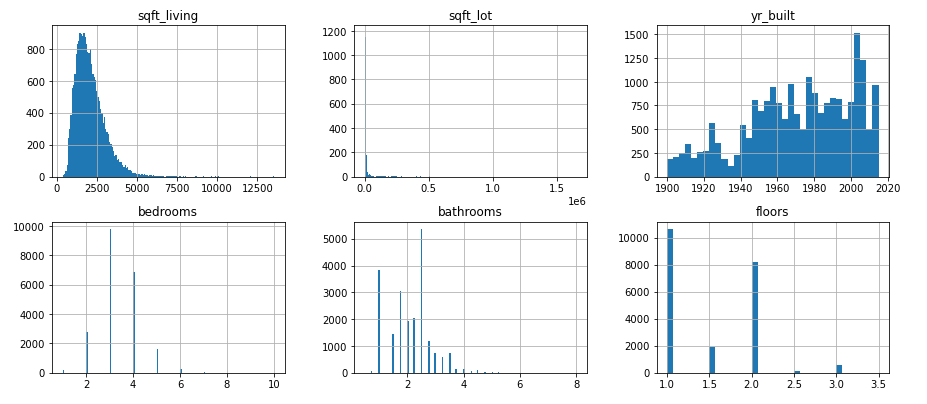 sqft_living
800
600
400
200
0
0 2500 5000 7500 10000 12500
sqft_lot
1200
1000
800
600
400
200
0
0.0 0.5 1.0 1.5
1e6
yr_built
1500
1250
1000
750
500
250
0
1900 1920 1940 1960 1980 2000 2020
bedrooms
10000
8000
6000
4000
2000
0
2 4 6 8 10
bathrooms
5000
4000
3000
2000
1000
0
2 4 6 8
floors
10000
8000
6000
4000
2000
0
1.0 1.5 2.0 2.5 3.0 3.5